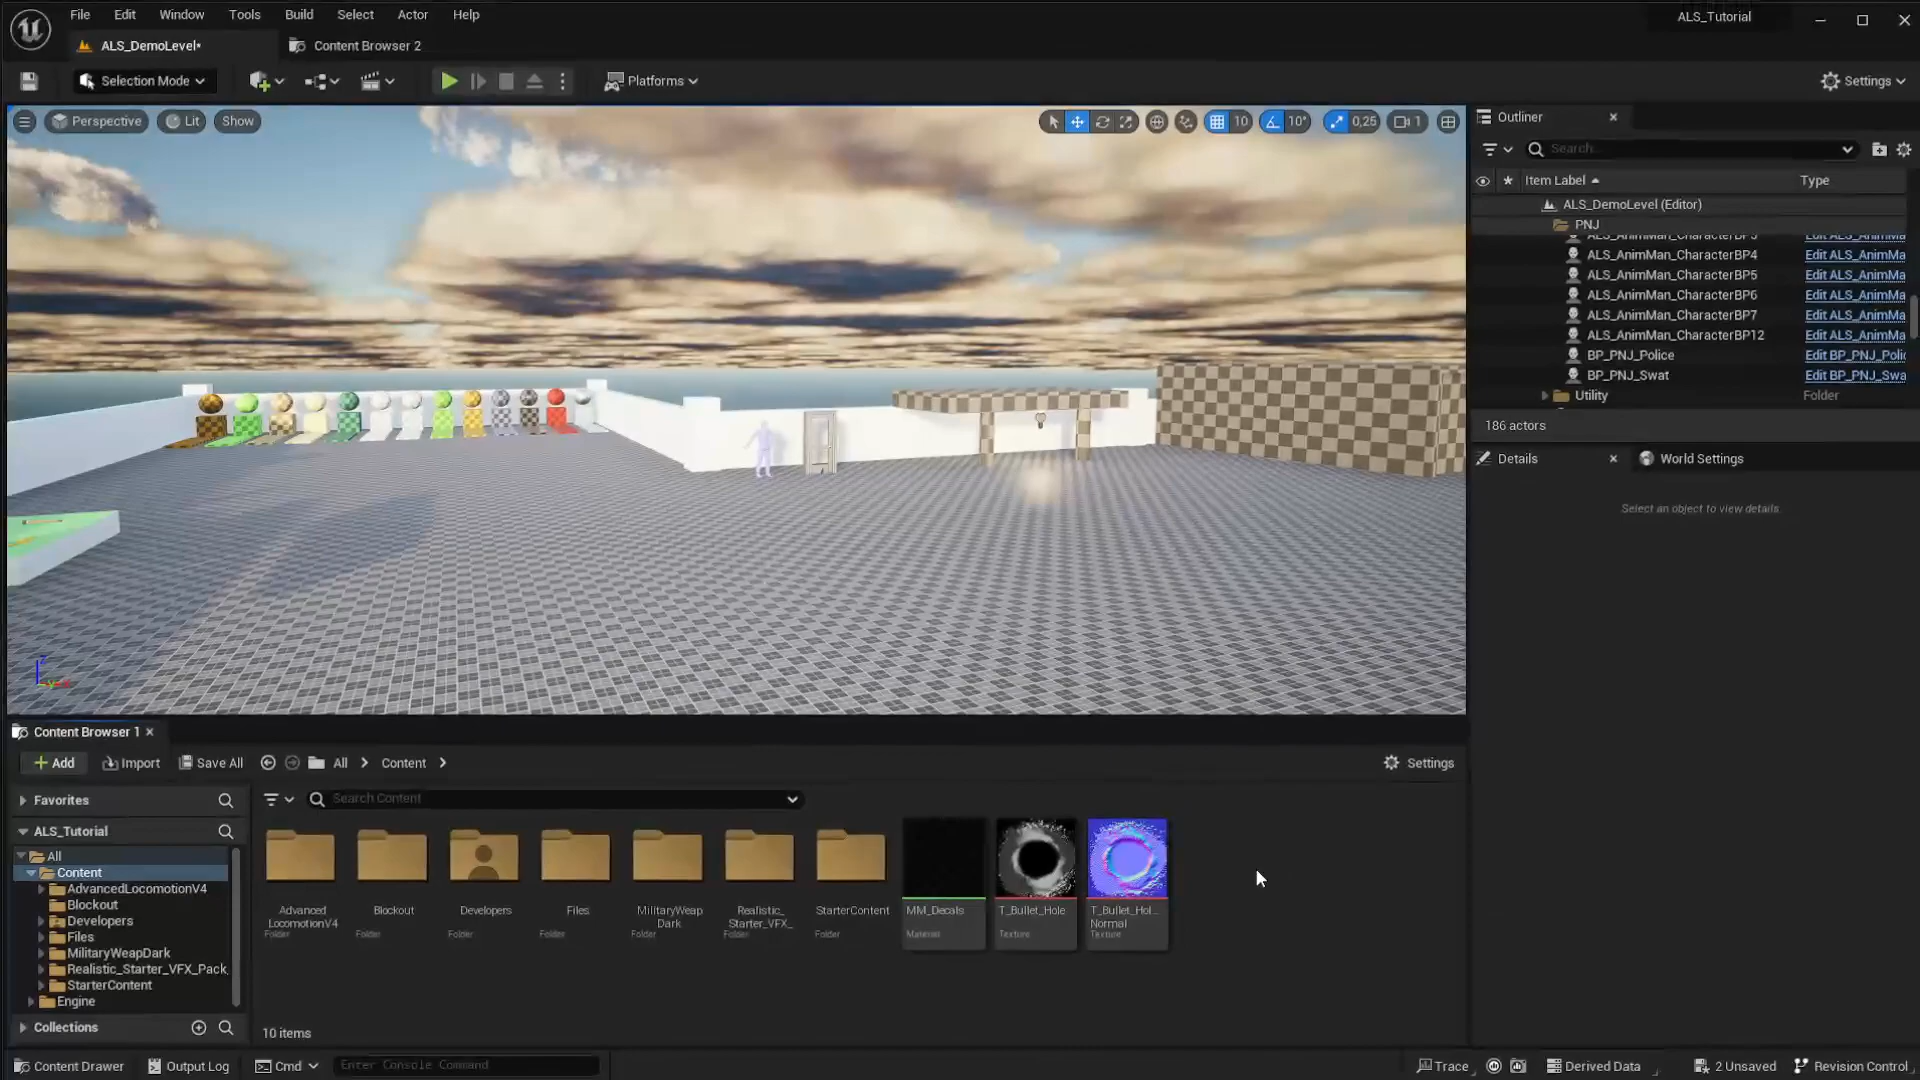 File Edit Window Tools Build Select Actor Help
ALS_Tutorial
ALS_DemoLevel*
Content Browser 2
Selection Mode
Platforms
Settings
Perspective
Lit
Show
10
10°
0,25
1
Outliner
Search...
Item Label
Type
ALS_DemoLevel (Editor)
PNJ
ALS_AnimMan_CharacterBP4 Edit ALS_AnimMa
ALS_AnimMan_CharacterBP5 Edit ALS_AnimMa
ALS_AnimMan_CharacterBP6 Edit ALS_AnimMa
ALS_AnimMan_CharacterBP7 Edit ALS_AnimMa
ALS_AnimMan_CharacterBP12 Edit ALS_AnimMa
BP_PNJ_Police Edit BP_PNJ_Polic
BP_PNJ_Swat Edit BP_PNJ_Swa
Utility Folder
186 actors
Details
World Settings
Select an object to view details.
Content Browser 1
Add
Import
Save All
All
Content
Settings
Favorites
Search Content
ALS_Tutorial
All
Content
AdvancedLocomotionV4
Blockout
Developers
Files
MilitaryWeapDark
Realistic_Starter_VFX_Pack_
StarterContent
Engine
Collections
Advanced
LocomotionV4
Folder
Blockout
Folder
Developers
Folder
Files
Folder
MilitaryWeap
Dark
Folder
Realistic_
Starter_VFX_
Folder
StarterContent
Folder
MM_Decals
Material
T_Bullet_Hole
Texture
T_Bullet_Hol...
Normal
Texture
10 items
Content Drawer
Output Log
Cmd
Enter Console Command
Trace
Derived Data
2 Unsaved
Revision Control